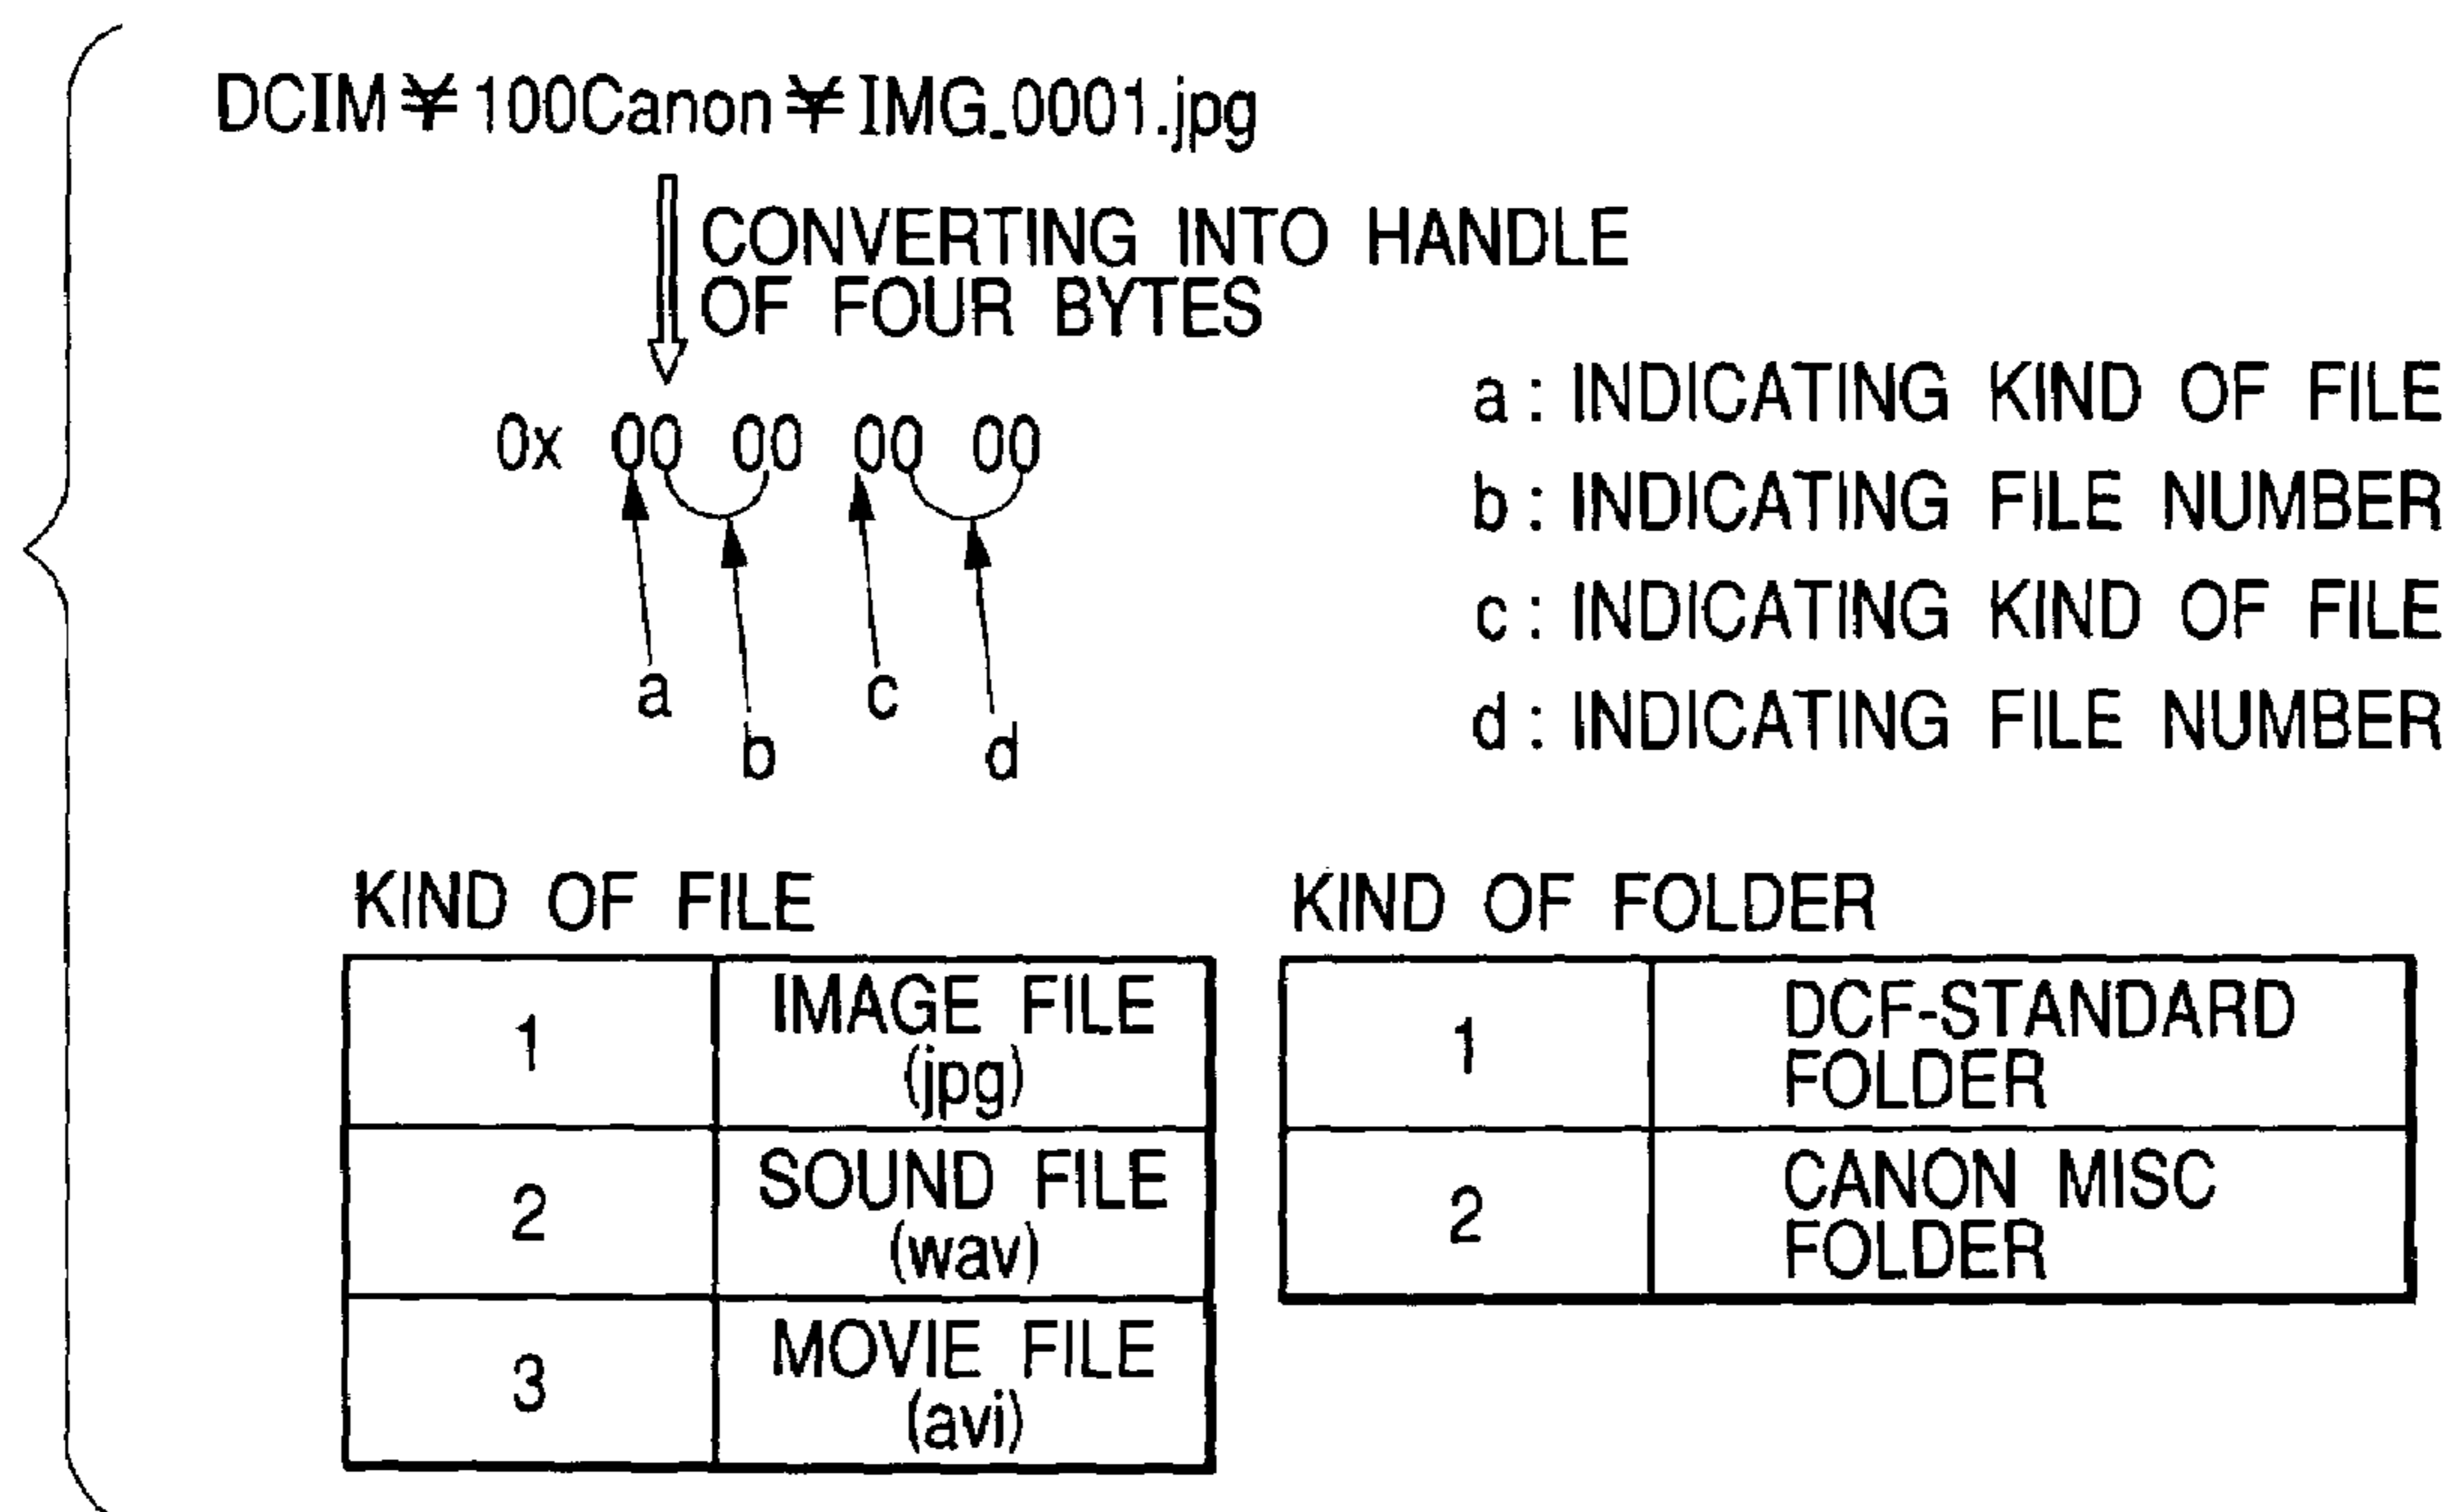 DCIM¥100Canon¥IMG_0001.jpg
CONVERTING INTO HANDLE
OF FOUR BYTES
0x 00 00 00 00
a
b
c
d
a : INDICATING KIND OF FILE
b : INDICATING FILE NUMBER
c : INDICATING KIND OF FILE
d : INDICATING FILE NUMBER
KIND OF FILE
1 IMAGE FILE
(jpg)
2 SOUND FILE
(wav)
3 MOVIE FILE
(avi)
KIND OF FOLDER
1 DCF-STANDARD
FOLDER
2 CANON MISC
FOLDER